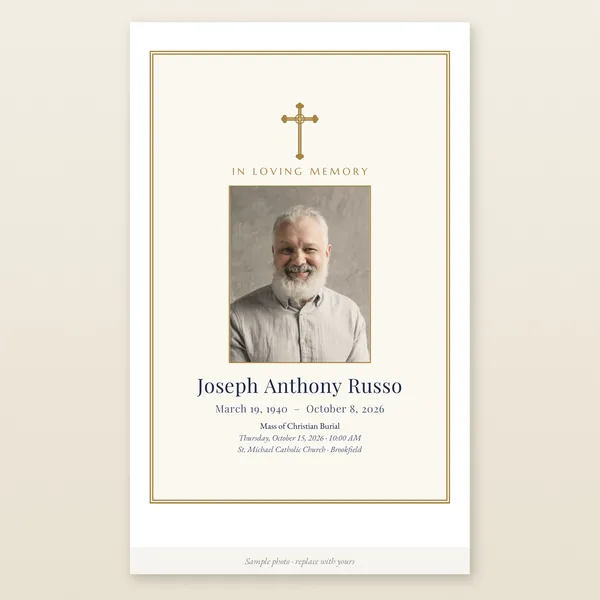 IN LOVING MEMORY
Joseph Anthony Russo
March 19, 1940 – October 8, 2026
Mass of Christian Burial
Thursday, October 15, 2026 · 10:00 AM
St. Michael Catholic Church · Brookfield
Sample photo · replace with yours